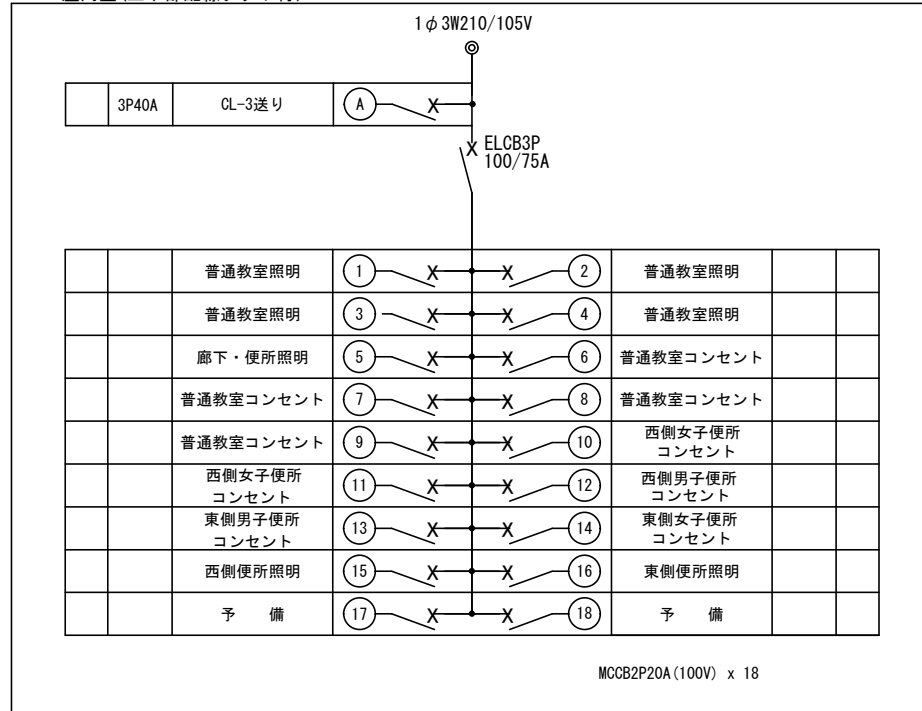 1φ3W210/105V
3P40A CL-3送り A
ELCB3P
100/75A
普通教室照明 1 2 普通教室照明
普通教室照明 3 4 普通教室照明
廊下・便所照明 5 6 普通教室コンセント
普通教室コンセント 7 8 普通教室コンセント
普通教室コンセント 9 10 西側女子便所
コンセント
西側女子便所
コンセント 11 12 西側男子便所
コンセント
東側男子便所
コンセント 13 14 東側女子便所
コンセント
西側便所照明 15 16 東側便所照明
予 備 17 18 予 備
MCCB2P20A(100V) x 18